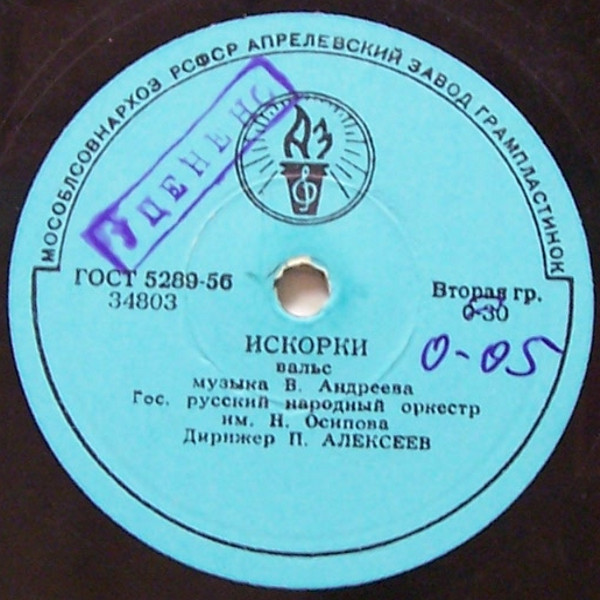 МОСОБЛСОВНАРХОЗ РСФСР АПРЕЛЕВСКИЙ ЗАВОД ГРАМПЛАСТИНОК
АЗ
УЦЕНЕНО
ГОСТ 5289-56
34803
Вторая гр.
0-30
0-05
ИСКОРКИ
вальс
музыка В. Андреева
Гос. русский народный оркестр
им. Н. Осипова
Дирижер П. АЛЕКСЕЕВ